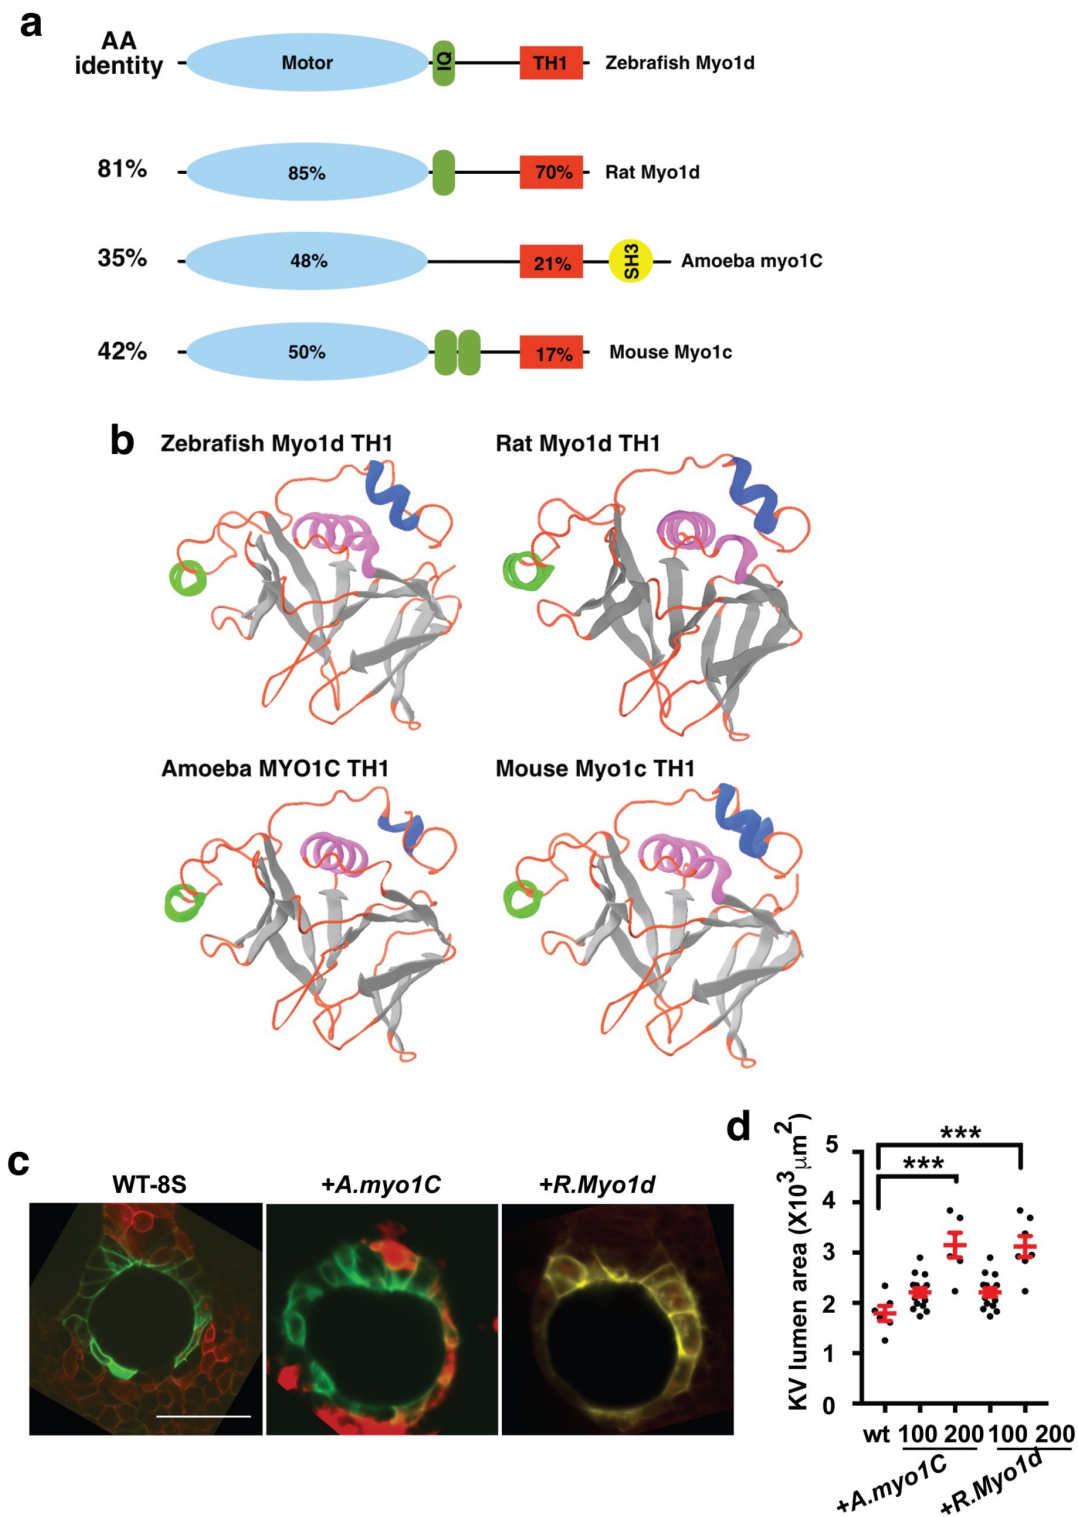 a
AA
identity
Motor
IQ
TH1
Zebrafish Myo1d
81%
85%
70%
Rat Myo1d
35%
48%
21%
SH3
Amoeba myo1C
42%
50%
17%
Mouse Myo1c
b
Zebrafish Myo1d TH1
Rat Myo1d TH1
Amoeba MYO1C TH1
Mouse Myo1c TH1
c
WT-8S
+A.myo1C
+R.Myo1d
d
KV lumen area (X10³μm²)
5
4
3
2
1
0
***
***
wt 100 200 100 200
+A.myo1C
+R.Myo1d